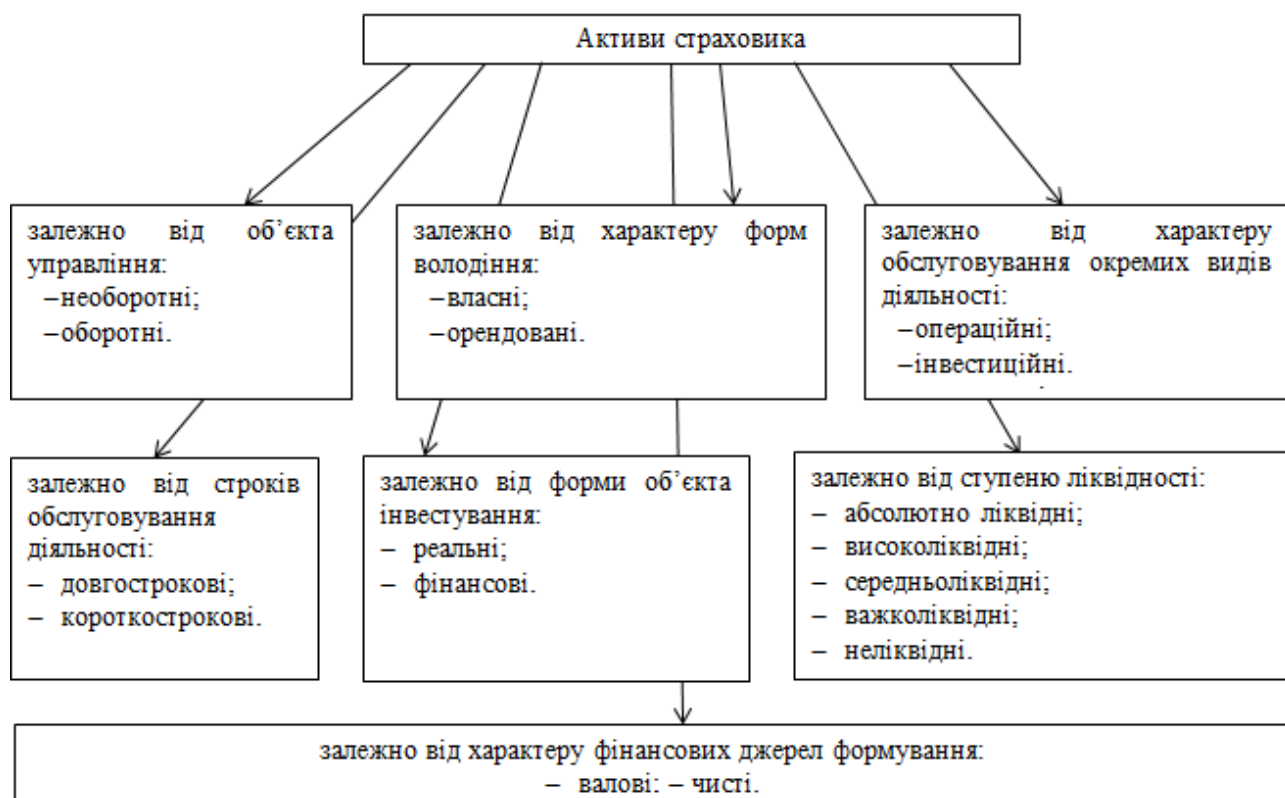 Активи страховика
залежно від об’єкта
управління:
–необоротні;
–оборотні.
залежно від характеру форм
володіння:
–власні;
–орендовані.
залежно від характеру
обслуговування окремих видів
діяльності:
–операційні;
–інвестиційні.
залежно від строків
обслуговування
діяльності:
– довгострокові;
– короткострокові.
залежно від форми об’єкта
інвестування:
– реальні;
– фінансові.
залежно від ступеню ліквідності:
– абсолютно ліквідні;
– високоліквідні;
– середньоліквідні;
– важколіквідні;
– неліквідні.
залежно від характеру фінансових джерел формування:
– валові; – чисті.